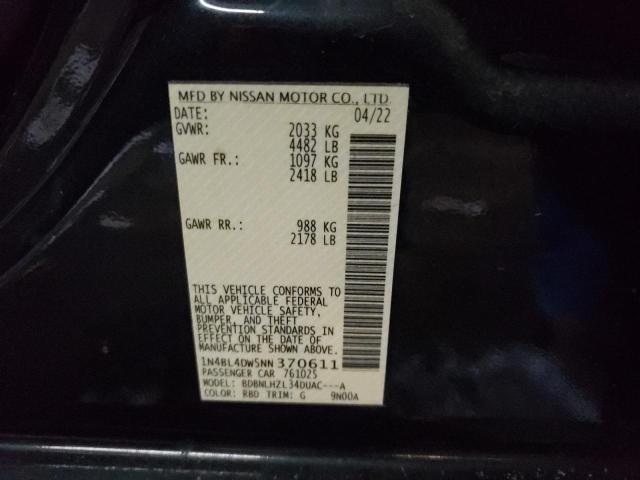 MFD BY NISSAN MOTOR CO., LTD.
DATE: 04/22
GVWR: 2033 KG
4482 LB
GAWR FR.: 1097 KG
2418 LB
GAWR RR.: 988 KG
2178 LB
THIS VEHICLE CONFORMS TO
ALL APPLICABLE FEDERAL
MOTOR VEHICLE SAFETY,
BUMPER, AND THEFT
PREVENTION STANDARDS IN
EFFECT ON THE DATE OF
MANUFACTURE SHOWN ABOVE.
1N4BL4DW5NN370611
PASSENGER CAR 761025
MODEL: BDBNLHZL34DUAC---A
COLOR: RBD TRIM: G 9N00A